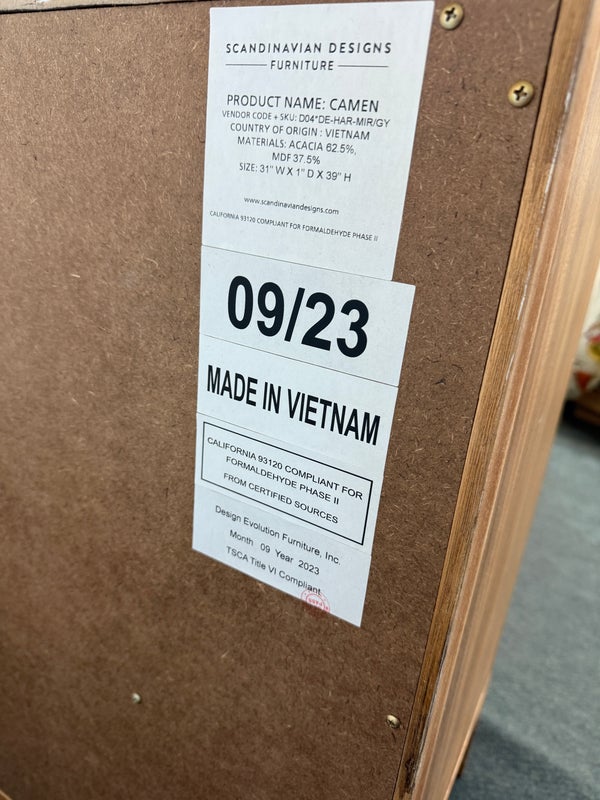 SCANDINAVIAN DESIGNS
FURNITURE
PRODUCT NAME: CAMEN
VENDOR CODE + SKU: D04*DE-HAR-MIR/GY
COUNTRY OF ORIGIN : VIETNAM
MATERIALS: ACACIA 62.5%,
MDF 37.5%
SIZE: 31" W X 1" D X 39" H
www.scandinaviandesigns.com
CALIFORNIA 93120 COMPLIANT FOR FORMALDEHYDE PHASE II
09/23
MADE IN VIETNAM
CALIFORNIA 93120 COMPLIANT FOR
FORMALDEHYDE PHASE II
FROM CERTIFIED SOURCES
Design Evolution Furniture, Inc.
Month 09 Year 2023
TSCA Title VI Compliant